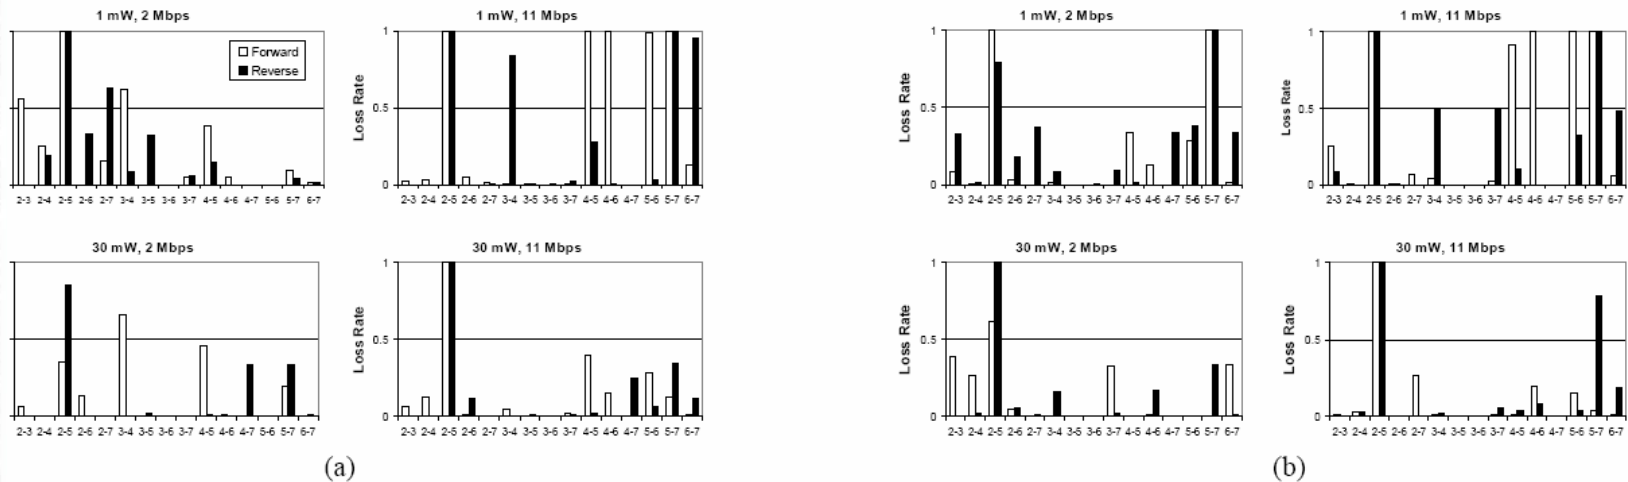 1 mW, 2 Mbps
Forward
Reverse
2-3 2-4 2-5 2-6 2-7 3-4 3-5 3-6 3-7 4-5 4-6 4-7 5-6 5-7 6-7
1 mW, 11 Mbps
Loss Rate
1
0.5
0
2-3 2-4 2-5 2-6 2-7 3-4 3-5 3-6 3-7 4-5 4-6 4-7 5-6 5-7 6-7
30 mW, 2 Mbps
2-3 2-4 2-5 2-6 2-7 3-4 3-5 3-6 3-7 4-5 4-6 4-7 5-6 5-7 6-7
30 mW, 11 Mbps
Loss Rate
1
0.5
0
2-3 2-4 2-5 2-6 2-7 3-4 3-5 3-6 3-7 4-5 4-6 4-7 5-6 5-7 6-7
(a)
1 mW, 2 Mbps
Loss Rate
1
0.5
0
2-3 2-4 2-5 2-6 2-7 3-4 3-5 3-6 3-7 4-5 4-6 4-7 5-6 5-7 6-7
1 mW, 11 Mbps
Loss Rate
1
0.5
0
2-3 2-4 2-5 2-6 2-7 3-4 3-5 3-6 3-7 4-5 4-6 4-7 5-6 5-7 6-7
30 mW, 2 Mbps
Loss Rate
1
0.5
0
2-3 2-4 2-5 2-6 2-7 3-4 3-5 3-6 3-7 4-5 4-6 4-7 5-6 5-7 6-7
30 mW, 11 Mbps
Loss Rate
1
0.5
0
2-3 2-4 2-5 2-6 2-7 3-4 3-5 3-6 3-7 4-5 4-6 4-7 5-6 5-7 6-7
(b)